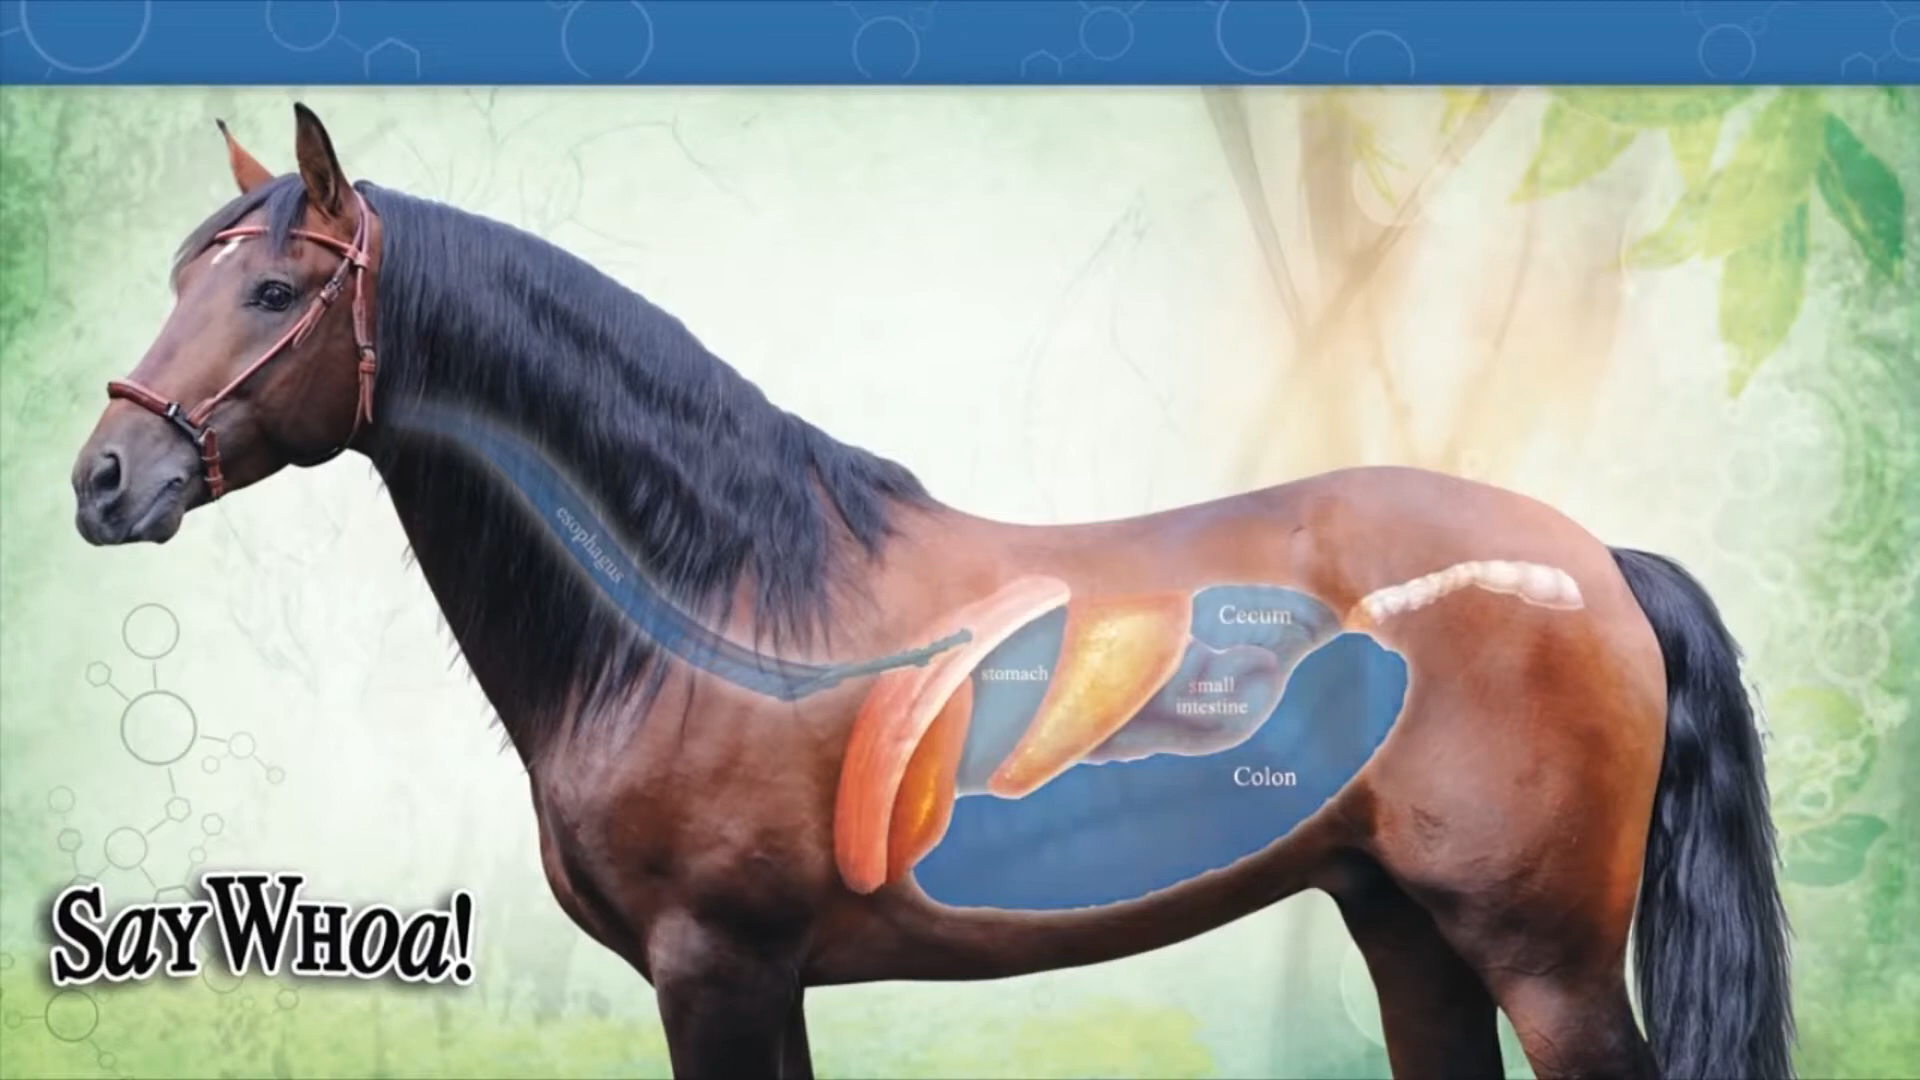 esophagus
Cecum
stomach
small
intestine
Colon
SayWhoa!